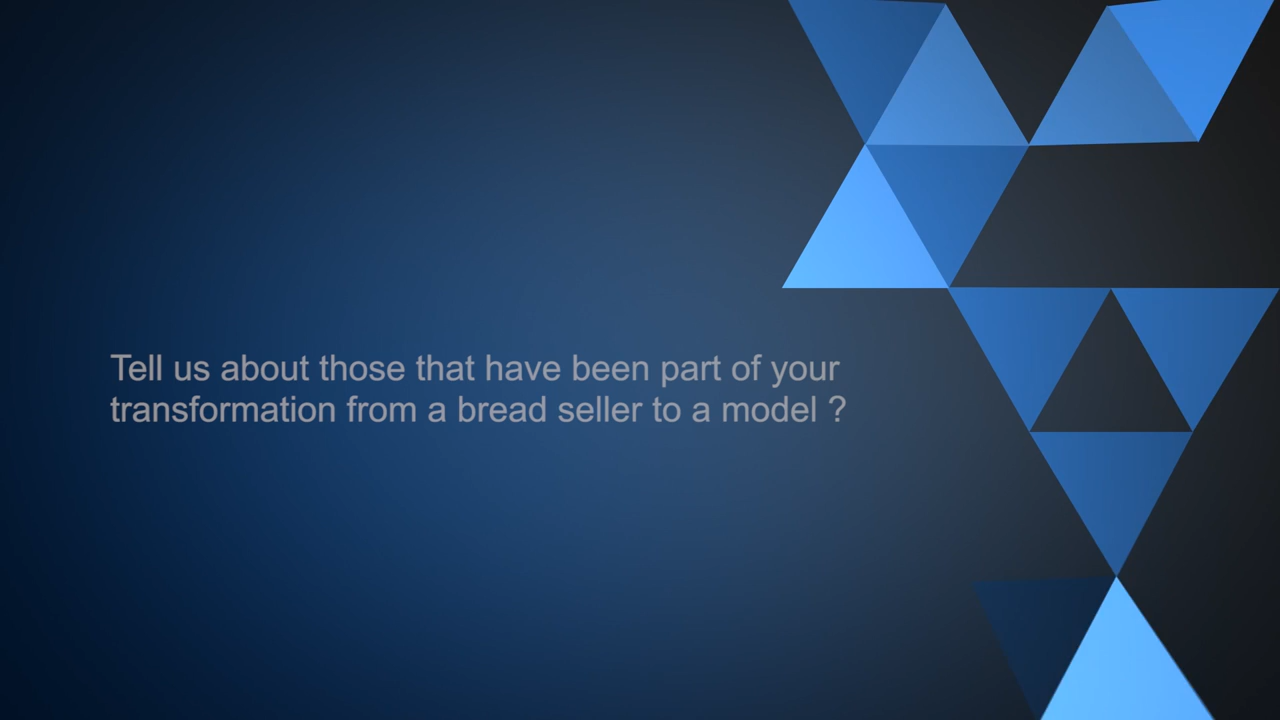 Tell us about those that have been part of your
transformation from a bread seller to a model ?